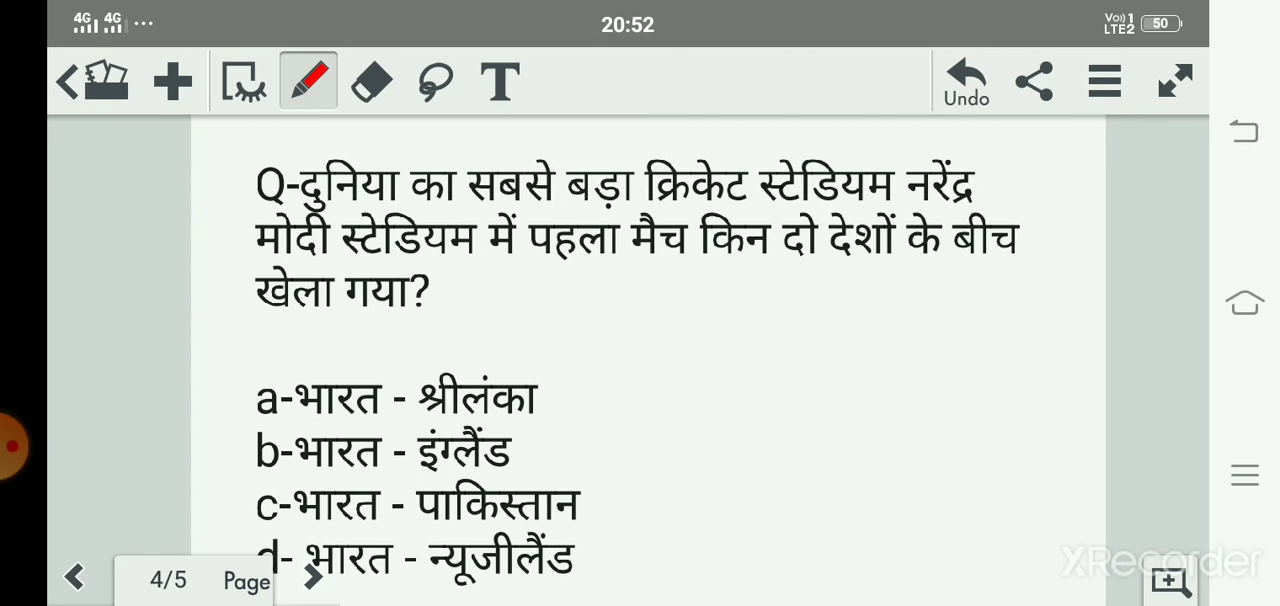 4G 4G ... 20:52 Vo)) 1 LTE2 50
T Undo
Q-दुनिया का सबसे बड़ा क्रिकेट स्टेडियम नरेंद्र
मोदी स्टेडियम में पहला मैच किन दो देशों के बीच
खेला गया?
a-भारत - श्रीलंका
b-भारत - इंग्लैंड
c-भारत - पाकिस्तान
d- भारत - न्यूजीलैंड
4/5 Page
XRecorder